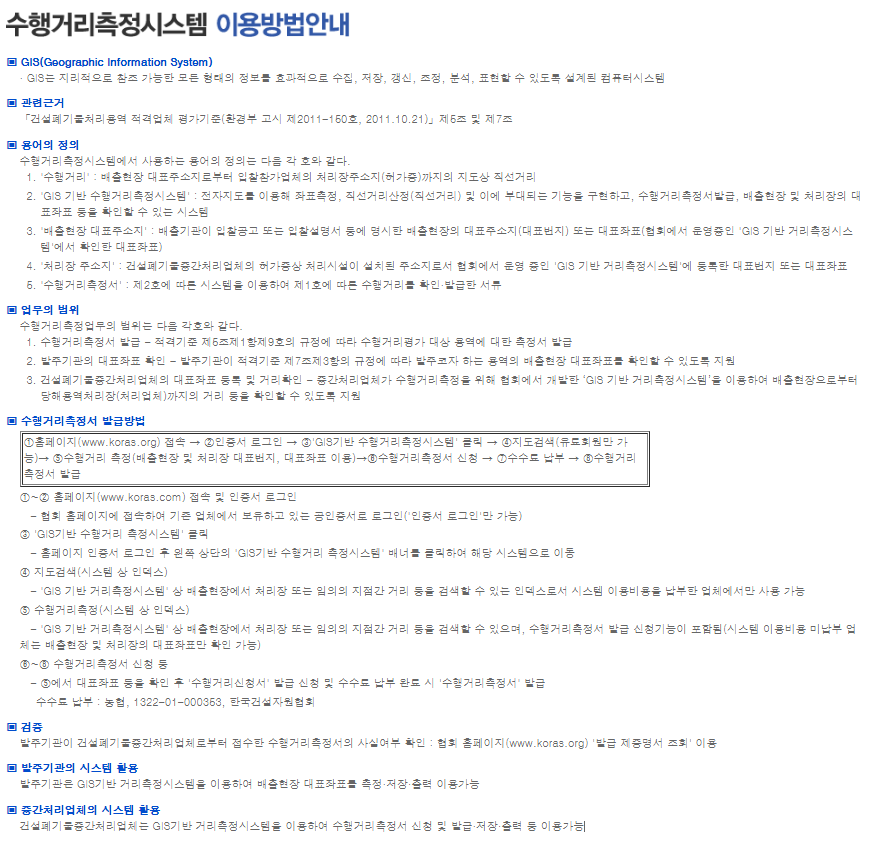 수행거리측정시스템 이용방법안내
▣ GIS(Geographic Information System)
· GIS는 지리적으로 참조 가능한 모든 형태의 정보를 효과적으로 수집, 저장, 갱신, 조정, 분석, 표현할 수 있도록 설계된 컴퓨터시스템
▣ 관련근거
「건설폐기물처리용역 적격업체 평가기준(환경부 고시 제2011-150호, 2011.10.21)」제5조 및 제7조
▣ 용어의 정의
수행거리측정시스템에서 사용하는 용어의 정의는 다음 각 호와 같다.
1. '수행거리' : 배출현장 대표주소지로부터 입찰참가업체의 처리장주소지(허가증)까지의 지도상 직선거리
2. 'GIS 기반 수행거리측정시스템' : 전자지도를 이용해 좌표측정, 직선거리산정(직선거리) 및 이에 부대되는 기능을 구현하고, 수행거리측정서발급, 배출현장 및 처리장의 대
표좌표 등을 확인할 수 있는 시스템
3. '배출현장 대표주소지' : 배출기관이 입찰공고 또는 입찰설명서 등에 명시한 배출현장의 대표주소지(대표번지) 또는 대표좌표(협회에서 운영중인 'GIS 기반 거리측정시스
템'에서 확인한 대표좌표)
4. '처리장 주소지' : 건설폐기물중간처리업체의 허가증상 처리시설이 설치된 주소지로서 협회에서 운영 중인 'GIS 기반 거리측정시스템'에 등록한 대표번지 또는 대표좌표
5. '수행거리측정서' : 제2호에 따른 시스템을 이용하여 제1호에 따른 수행거리를 확인·발급한 서류
▣ 업무의 범위
수행거리측정업무의 범위는 다음 각호와 같다.
1. 수행거리측정서 발급 - 적격기준 제5조제1항제9호의 규정에 따라 수행거리평가 대상 용역에 대한 측정서 발급
2. 발주기관의 대표좌표 확인 - 발주기관이 적격기준 제7조제3항의 규정에 따라 발주코자 하는 용역의 배출현장 대표좌표를 확인할 수 있도록 지원
3. 건설폐기물중간처리업체의 대표좌표 등록 및 거리확인 - 중간처리업체가 수행거리측정을 위해 협회에서 개발한 'GIS 기반 거리측정시스템'을 이용하여 배출현장으로부터
당해용역처리장(처리업체)까지의 거리 등을 확인할 수 있도록 지원
▣ 수행거리측정서 발급방법
①홈페이지(www.koras.org) 접속 → ②인증서 로그인 → ③'GIS기반 수행거리측정시스템' 클릭 → ④지도검색(유료회원만 가
능)→ ⑤수행거리 측정(배출현장 및 처리장 대표번지, 대표좌표 이용)→⑥수행거리측정서 신청 → ⑦수수료 납부 → ⑧수행거리
측정서 발급
①~② 홈페이지(www.koras.com) 접속 및 인증서 로그인
- 협회 홈페이지에 접속하여 기존 업체에서 보유하고 있는 공인인증서로 로그인('인증서 로그인'만 가능)
③ 'GIS기반 수행거리 측정시스템' 클릭
- 홈페이지 인증서 로그인 후 왼쪽 상단의 'GIS기반 수행거리 측정시스템' 배너를 클릭하여 해당 시스템으로 이동
④ 지도검색(시스템 상 인덱스)
- 'GIS 기반 거리측정시스템' 상 배출현장에서 처리장 또는 임의의 지점간 거리 등을 검색할 수 있는 인덱스로서 시스템 이용비용을 납부한 업체에서만 사용 가능
⑤ 수행거리측정(시스템 상 인덱스)
- 'GIS 기반 거리측정시스템' 상 배출현장에서 처리장 또는 임의의 지점간 거리 등을 검색할 수 있으며, 수행거리측정서 발급 신청기능이 포함됨(시스템 이용비용 미납부 업
체는 배출현장 및 처리장의 대표좌표만 확인 가능)
⑥~⑧ 수행거리측정서 신청 등
- ⑤에서 대표좌표 등을 확인 후 '수행거리신청서' 발급 신청 및 수수료 납부 완료 시 '수행거리측정서' 발급
수수료 납부 : 농협, 1322-01-000353, 한국건설자원협회
▣ 검증
발주기관이 건설폐기물중간처리업체로부터 접수한 수행거리측정서의 사실여부 확인 : 협회 홈페이지(www.koras.org) '발급 제증명서 조회' 이용
▣ 발주기관의 시스템 활용
발주기관은 GIS기반 거리측정시스템을 이용하여 배출현장 대표좌표를 측정·저장·출력 이용가능
▣ 중간처리업체의 시스템 활용
건설폐기물중간처리업체는 GIS기반 거리측정시스템을 이용하여 수행거리측정서 신청 및 발급·저장·출력 등 이용가능